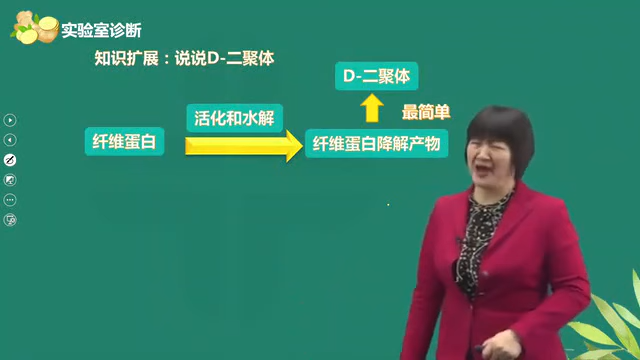 实验室诊断
知识扩展：说说D-二聚体
D-二聚体
活化和水解
最简单
纤维蛋白
纤维蛋白降解产物